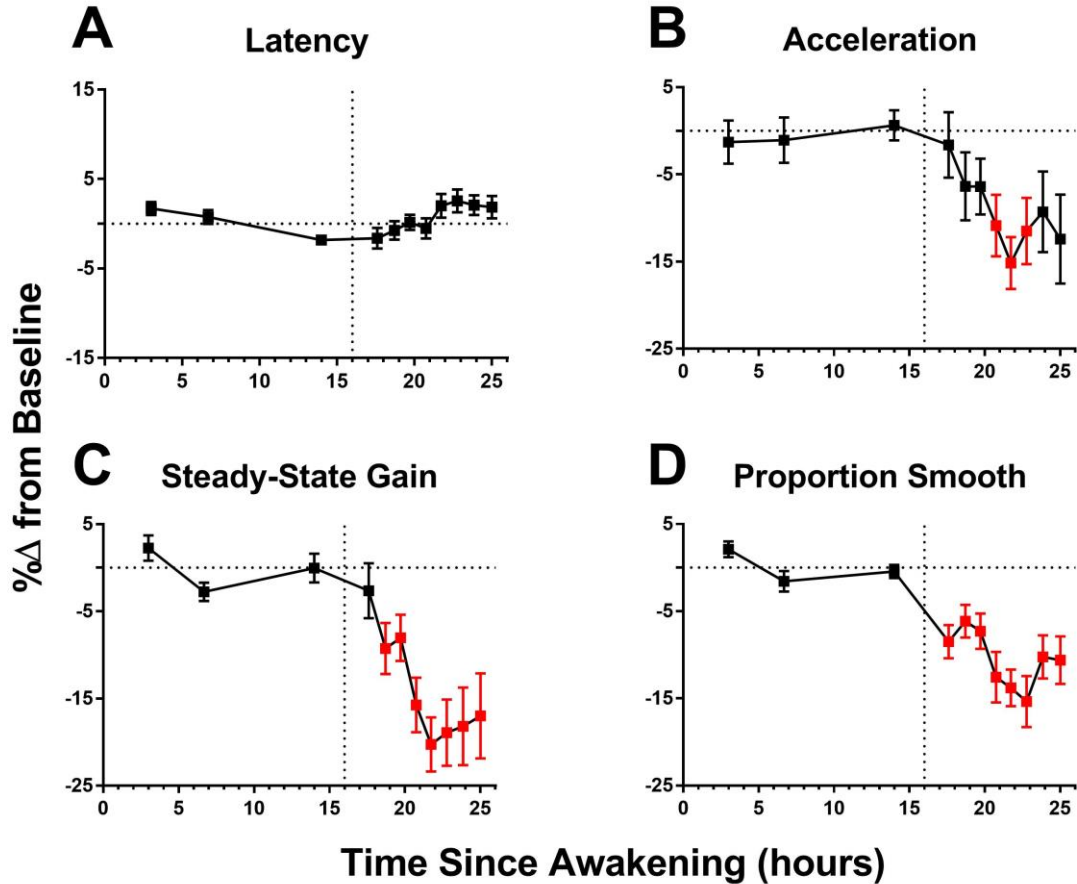 A
Latency
15
5
-5
-15
0 5 10 15 20 25
B
Acceleration
5
-5
-15
-25
0 5 10 15 20 25
C
Steady-State Gain
5
-5
-15
-25
0 5 10 15 20 25
D
Proportion Smooth
5
-5
-15
-25
0 5 10 15 20 25
%Δ from Baseline
Time Since Awakening (hours)